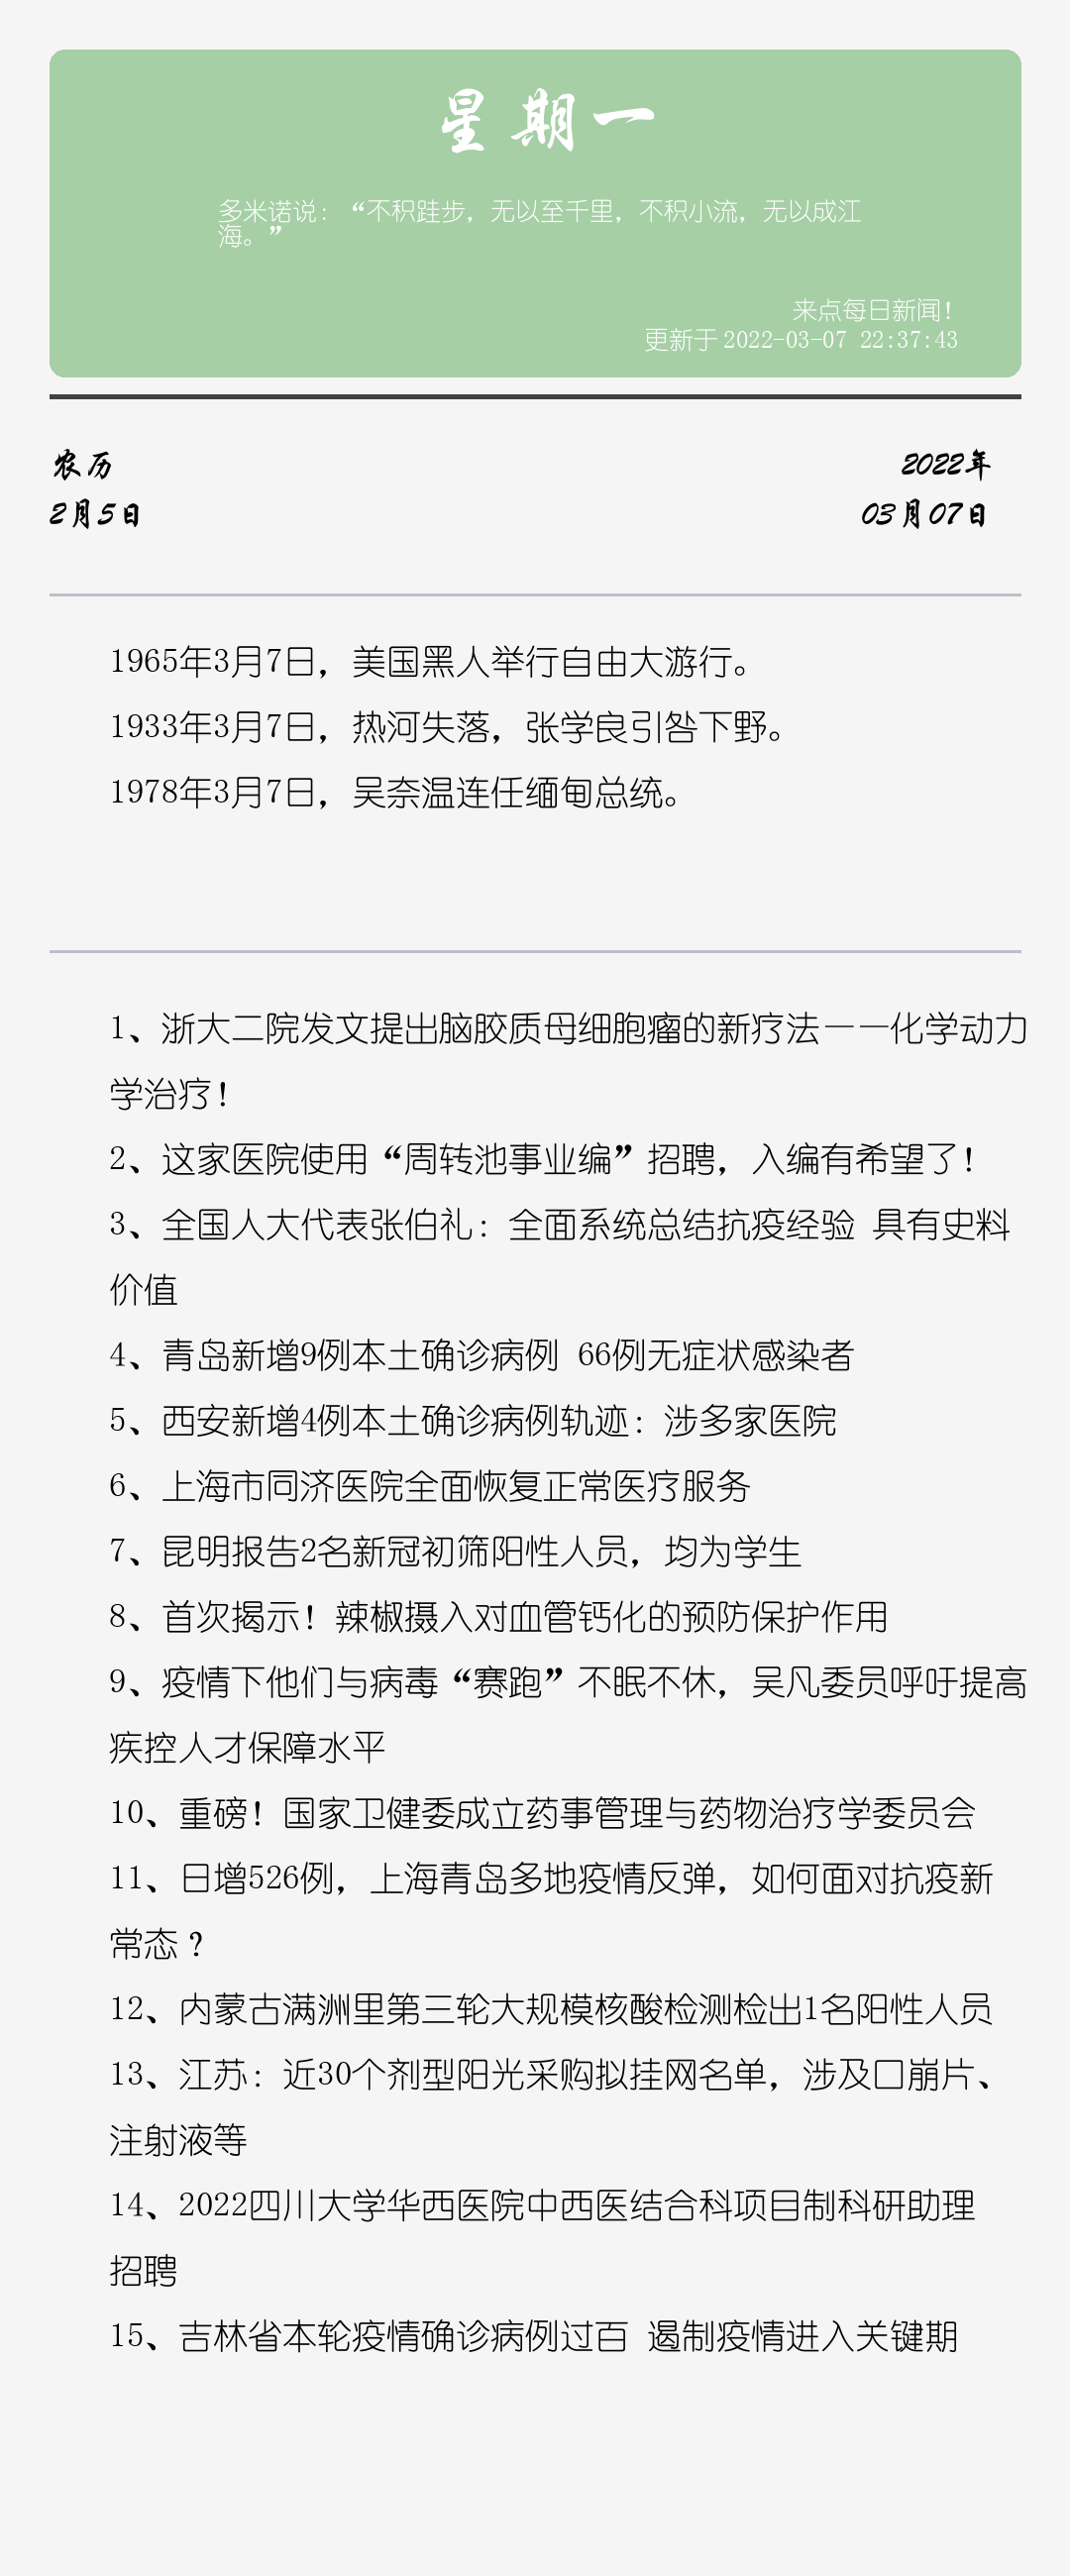 星期一
多米诺说：“不积跬步，无以至千里，不积小流，无以成江
海。”
来点每日新闻！
更新于 2022-03-07 22:37:43
农历
2022年
2月5日
03月07日
1965年3月7日，美国黑人举行自由大游行。
1933年3月7日，热河失落，张学良引咎下野。
1978年3月7日，吴奈温连任缅甸总统。
1、浙大二院发文提出脑胶质母细胞瘤的新疗法——化学动力
学治疗！
2、这家医院使用“周转池事业编”招聘，入编有希望了！
3、全国人大代表张伯礼：全面系统总结抗疫经验 具有史料
价值
4、青岛新增9例本土确诊病例 66例无症状感染者
5、西安新增4例本土确诊病例轨迹：涉多家医院
6、上海市同济医院全面恢复正常医疗服务
7、昆明报告2名新冠初筛阳性人员，均为学生
8、首次揭示！辣椒摄入对血管钙化的预防保护作用
9、疫情下他们与病毒“赛跑”不眠不休，吴凡委员呼吁提高
疾控人才保障水平
10、重磅！国家卫健委成立药事管理与药物治疗学委员会
11、日增526例，上海青岛多地疫情反弹，如何面对抗疫新
常态？
12、内蒙古满洲里第三轮大规模核酸检测检出1名阳性人员
13、江苏：近30个剂型阳光采购拟挂网名单，涉及口崩片、
注射液等
14、2022四川大学华西医院中西医结合科项目制科研助理
招聘
15、吉林省本轮疫情确诊病例过百 遏制疫情进入关键期